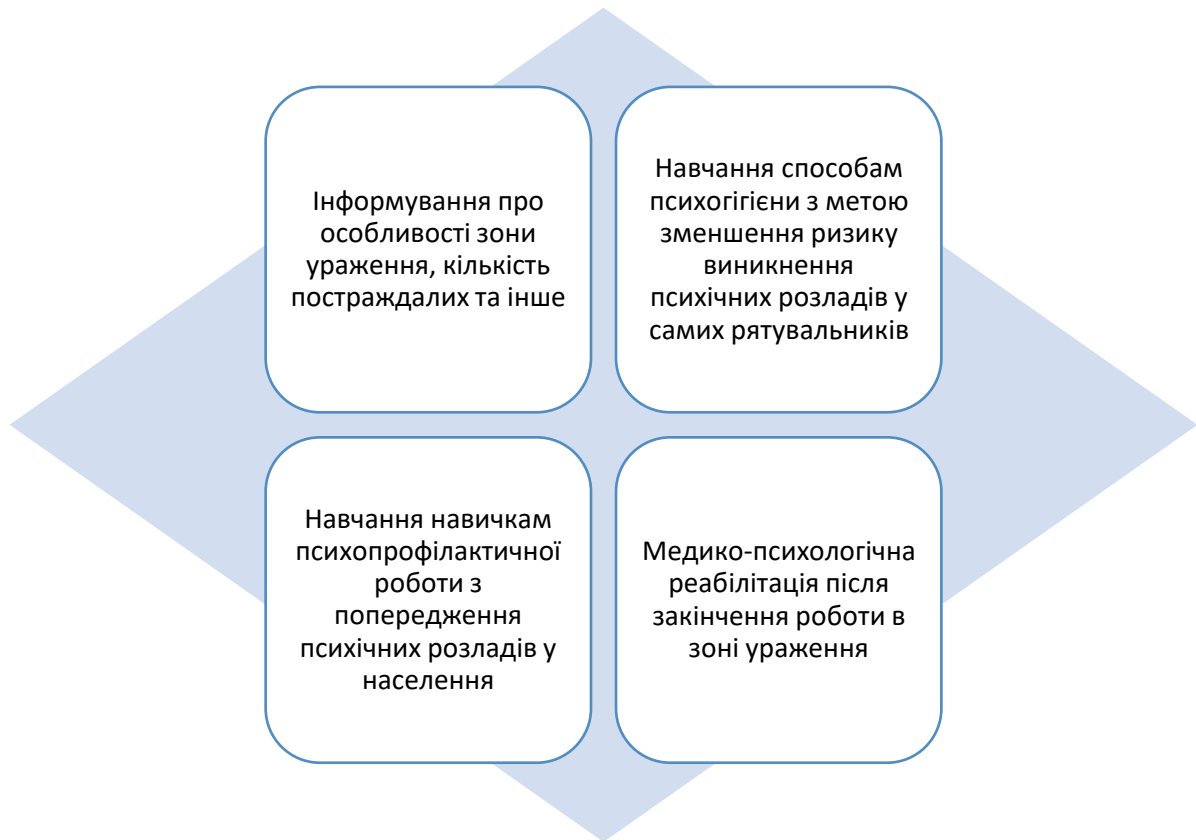 Інформування про
особливості зони
ураження, кількість
постраждалих та інше
Навчання способам
психогігієни з метою
зменшення ризику
виникнення
психічних розладів у
самих рятувальників
Навчання навичкам
психопрофілактичної
роботи з
попередження
психічних розладів у
населення
Медико-психологічна
реабілітація після
закінчення роботи в
зоні ураження